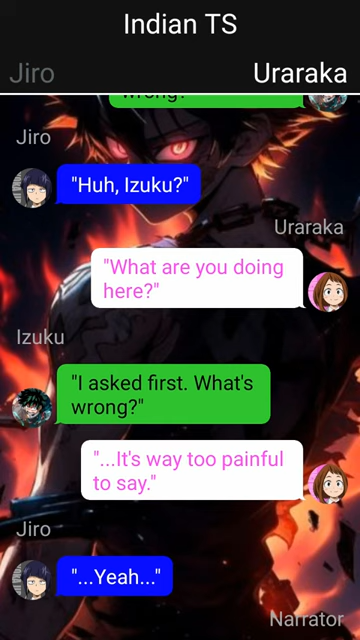 Indian TS
Jiro
Uraraka
wrong?"
Jiro
"Huh, Izuku?"
Uraraka
"What are you doing
here?"
Izuku
"I asked first. What's
wrong?"
"...It's way too painful
to say."
Jiro
"...Yeah..."
Narrator